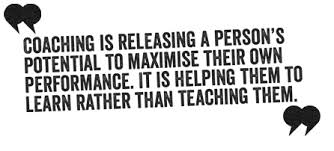 COACHING IS RELEASING A PERSON'S
POTENTIAL TO MAXIMISE THEIR OWN
PERFORMANCE. IT IS HELPING THEM TO
LEARN RATHER THAN TEACHING THEM.